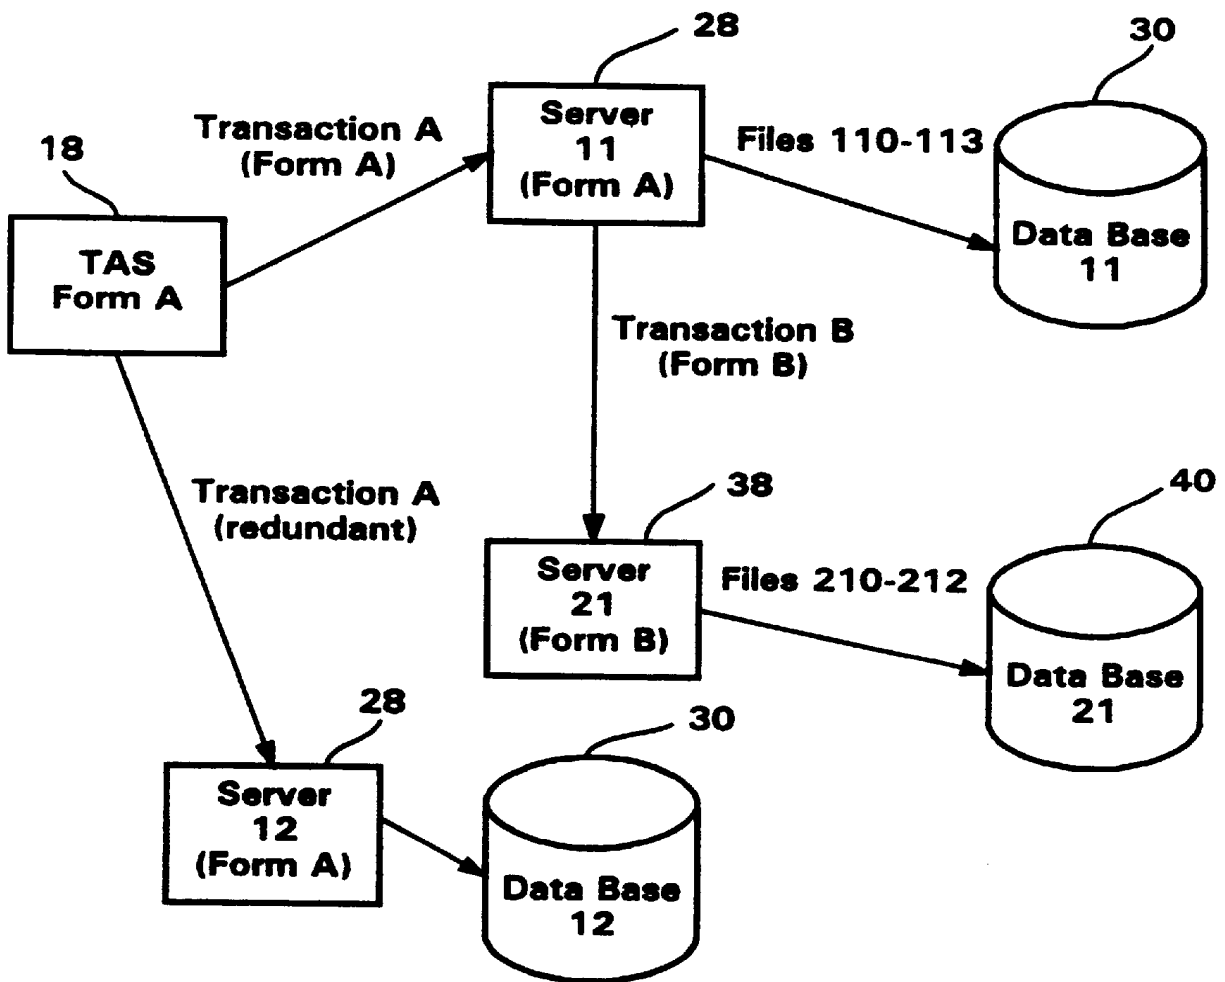 28
30
Server
11
(Form A)
Transaction A
(Form A)
Files 110-113
18
TAS
Form A
Data Base
11
Transaction B
(Form B)
Transaction A
(redundant)
38
40
Server
21
(Form B)
Files 210-212
Data Base
21
28
30
Server
12
(Form A)
Data Base
12